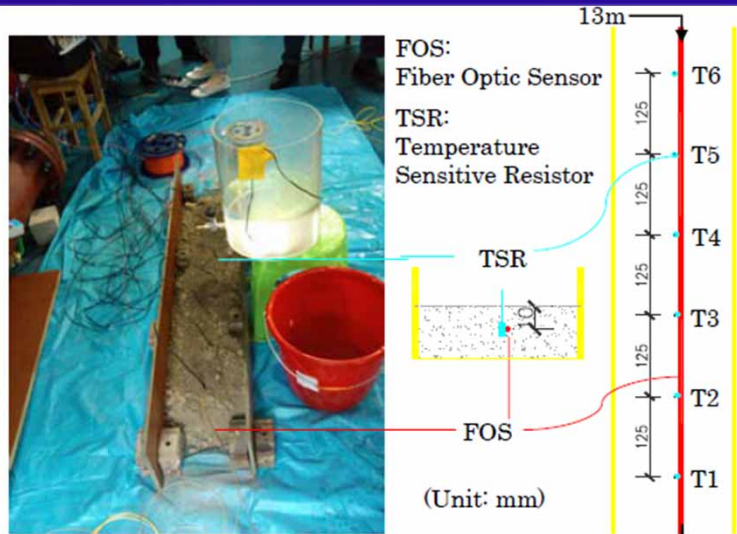 13m
FOS:
Fiber Optic Sensor
TSR:
Temperature
Sensitive Resistor
TSR
10
FOS
(Unit: mm)
T6
125
T5
125
T4
125
T3
125
T2
125
T1